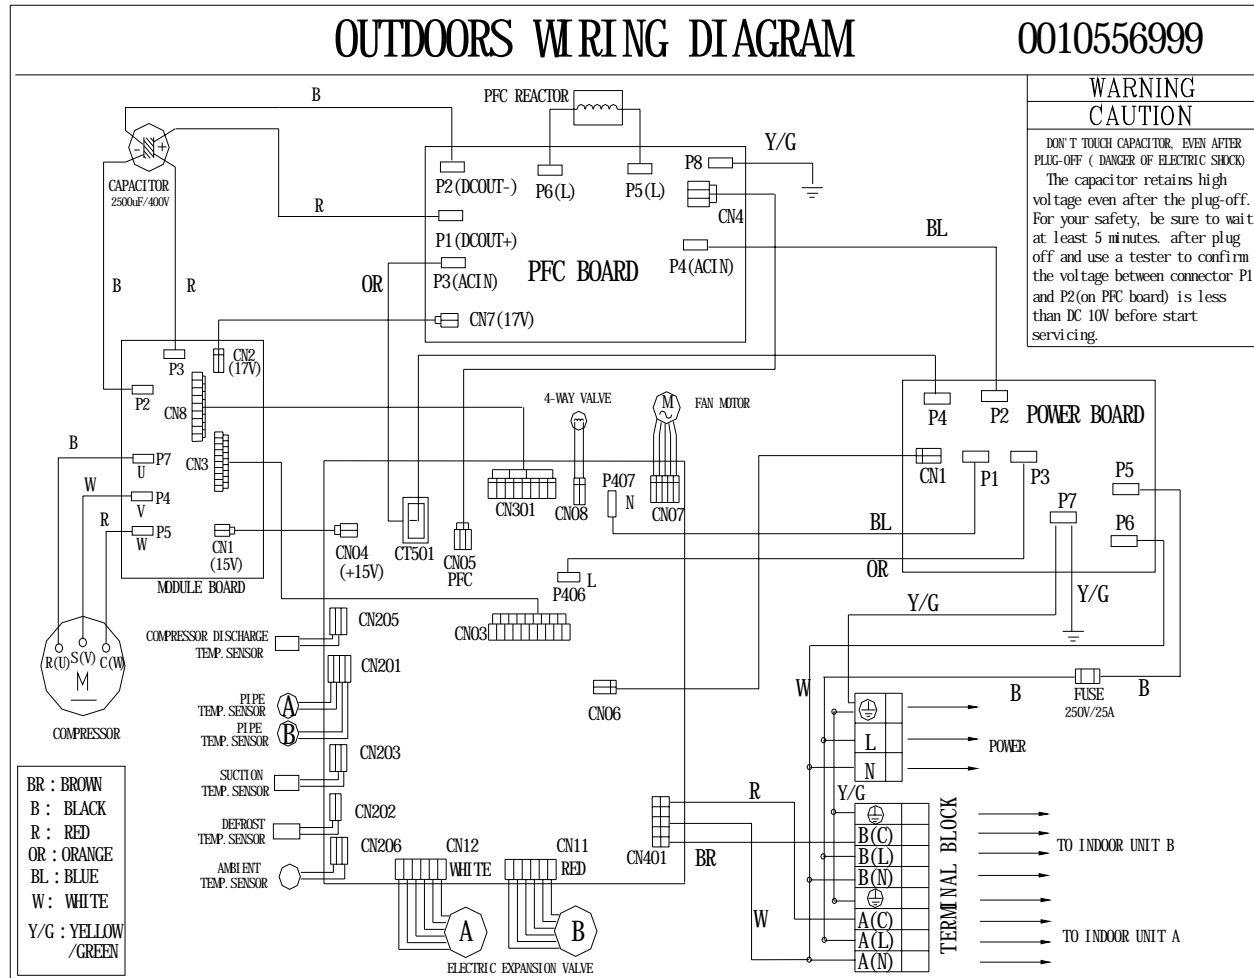 OUTDOORS WIRING DIAGRAM
0010556999
WARNING
CAUTION
DON'T TOUCH CAPACITOR, EVEN AFTER
PLUG-OFF ( DANGER OF ELECTRIC SHOCK)
The capacitor retains high
voltage even after the plug-off.
For your safety, be sure to wait
at least 5 minutes. after plug
off and use a tester to confirm
the voltage between connector P1
and P2(on PFC board) is less
than DC 10V before start
servicing.
B
PFC REACTOR
Y/G
- +
CAPACITOR
2500uF/400V
P2(DCOUT-)
P6(L)
P5(L)
P8
CN4
R
P1(DCOUT+)
P3(ACIN)
PFC BOARD
P4(ACIN)
BL
OR
B
R
CN7(17V)
P3
CN2
(17V)
P2
CN8
CN3
B
P7
U
W
P4
V
R
P5
W
CN1
(15V)
MODULE BOARD
4-WAY VALVE
M
FAN MOTOR
P4
P2
POWER BOARD
CN1
P1
P3
P5
P7
P6
CN301
CN08
P407
N
CN07
BL
CN04
(+15V)
CT501
CN05
PFC
P406
L
OR
Y/G
Y/G
CN03
COMPRESSOR DISCHARGE
TEMP.SENSOR
CN205
R(U)
S(V)
C(W
M
COMPRESSOR
CN201
PIPE
TEMP.SENSOR
A
PIPE
TEMP.SENSOR
B
CN06
W
B
FUSE
250V/25A
B
L
N
POWER
SUCTION
TEMP.SENSOR
CN203
DEFROST
TEMP.SENSOR
CN202
AMBIENT
TEMP.SENSOR
CN206
CN12
WHITE
CN11
RED
CN401
R
BR
W
Y/G
B(C)
B(L)
B(N)
A(C)
A(L)
A(N)
TERMINAL BLOCK
TO INDOOR UNIT B
TO INDOOR UNIT A
A
B
ELECTRIC EXPANSION VALVE
BR : BROWN
B : BLACK
R : RED
OR : ORANGE
BL : BLUE
W : WHITE
Y/G : YELLOW
/GREEN